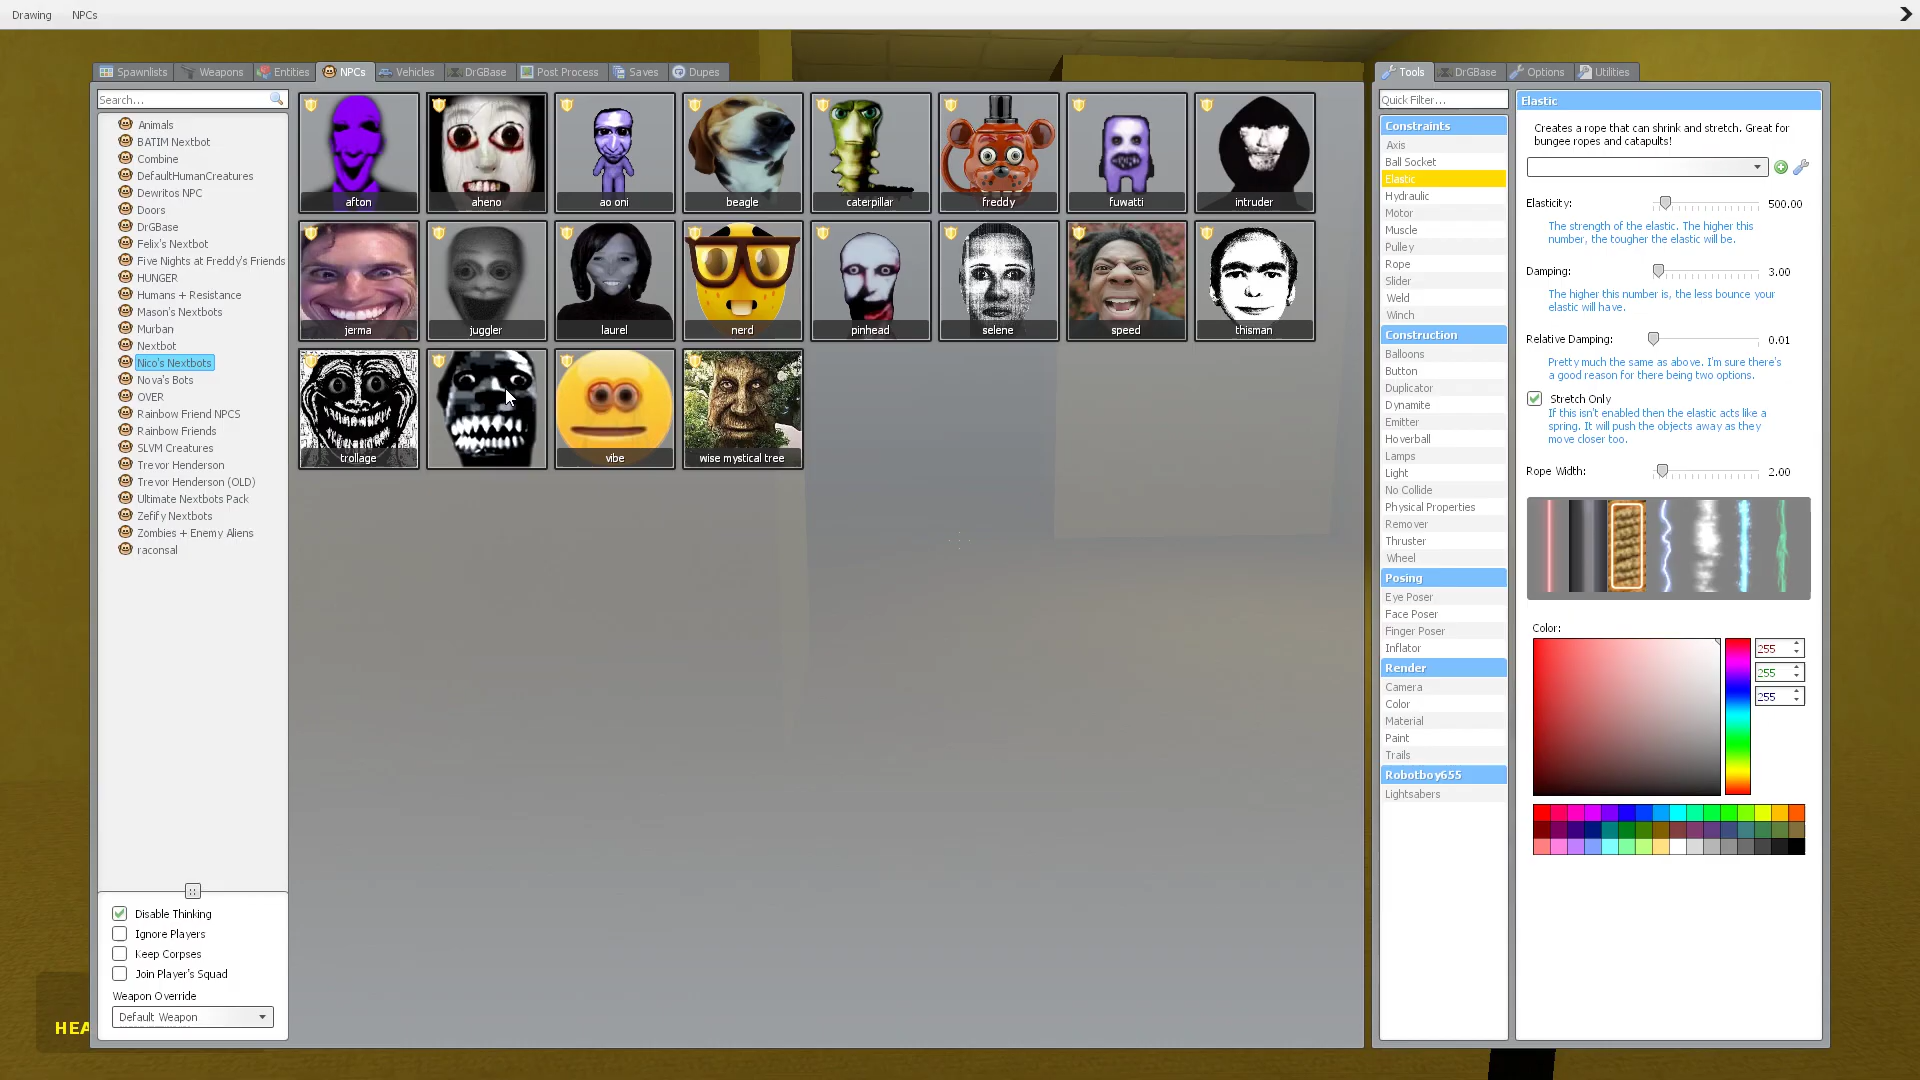 Drawing NPCs
Spawnlists Weapons Entities NPCs Vehicles DrGBase Post Process Saves Dupes
Search...
Animals
BATIM Nextbot
Combine
DefaultHumanCreatures
Dewritos NPC
Doors
DrGBase
Felix's Nextbot
Five Nights at Freddy's Friends
HUNGER
Humans + Resistance
Mason's Nextbots
Murban
Nextbot
Nico's Nextbots
Nova's Bots
OVER
Rainbow Friend NPCS
Rainbow Friends
SLVM Creatures
Trevor Henderson
Trevor Henderson (OLD)
Ultimate Nextbots Pack
Zefify Nextbots
Zombies + Enemy Aliens
raconsal
Disable Thinking
Ignore Players
Keep Corpses
Join Player's Squad
Weapon Override
Default Weapon
HEA
afton aheno ao oni beagle caterpillar freddy fuwatti intruder
jerma juggler laurel nerd pinhead selene speed thisman
trollage vibe wise mystical tree
Tools DrGBase Options Utilities
Quick Filter...
Constraints
Axis
Ball Socket
Elastic
Hydraulic
Motor
Muscle
Pulley
Rope
Slider
Weld
Winch
Construction
Balloons
Button
Duplicator
Dynamite
Emitter
Hoverball
Lamps
Light
No Collide
Physical Properties
Remover
Thruster
Wheel
Posing
Eye Poser
Face Poser
Finger Poser
Inflator
Render
Camera
Color
Material
Paint
Trails
Robotboy655
Lightsabers
Elastic
Creates a rope that can shrink and stretch. Great for
bungee ropes and catapults!
Elasticity: 500.00
The strength of the elastic. The higher this
number, the tougher the elastic will be.
Damping: 3.00
The higher this number is, the less bounce your
elastic will have.
Relative Damping: 0.01
Pretty much the same as above. I'm sure there's
a good reason for there being two options.
Stretch Only
If this isn't enabled then the elastic acts like a
spring. It will push the objects away as they
move closer too.
Rope Width: 2.00
Color:
255
255
255